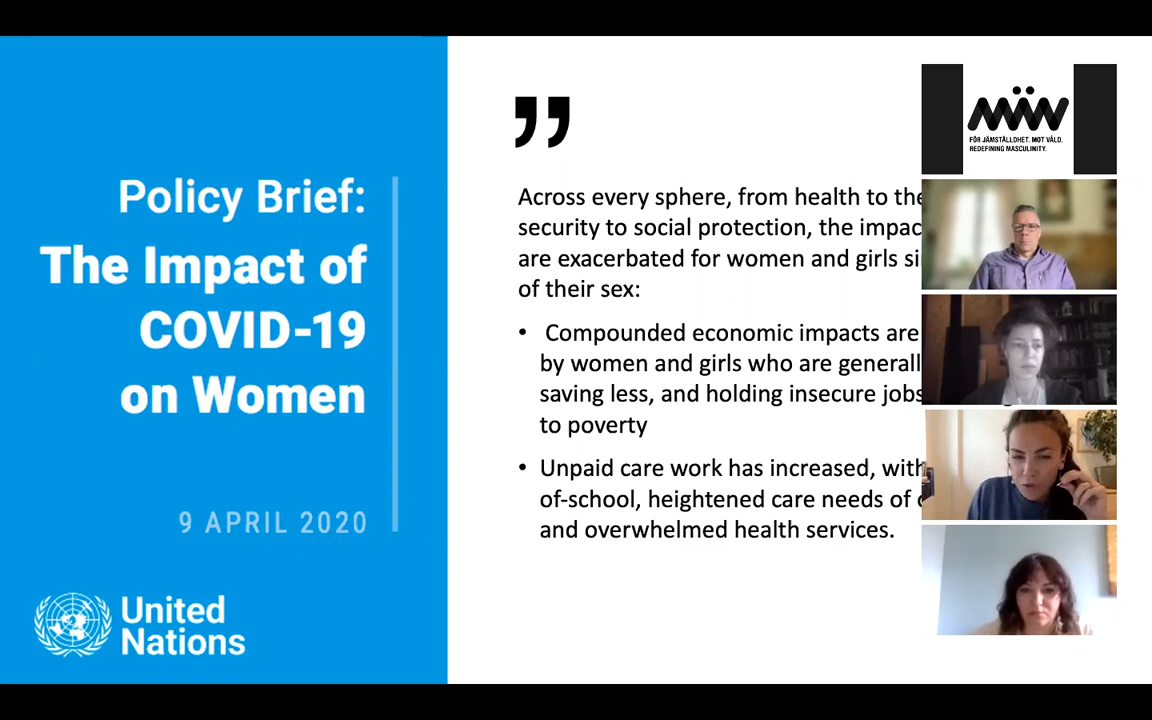 Policy Brief:
The Impact of
COVID-19
on Women
9 APRIL 2020
United
Nations
”
Across every sphere, from health to the
security to social protection, the impac
are exacerbated for women and girls si
of their sex:
• Compounded economic impacts are
by women and girls who are generall
saving less, and holding insecure jobs
to poverty
• Unpaid care work has increased, with
of-school, heightened care needs of
and overwhelmed health services.
MÄN
FÖR JÄMSTÄLLDHET. MOT VÅLD.
REDEFINING MASCULINITY.